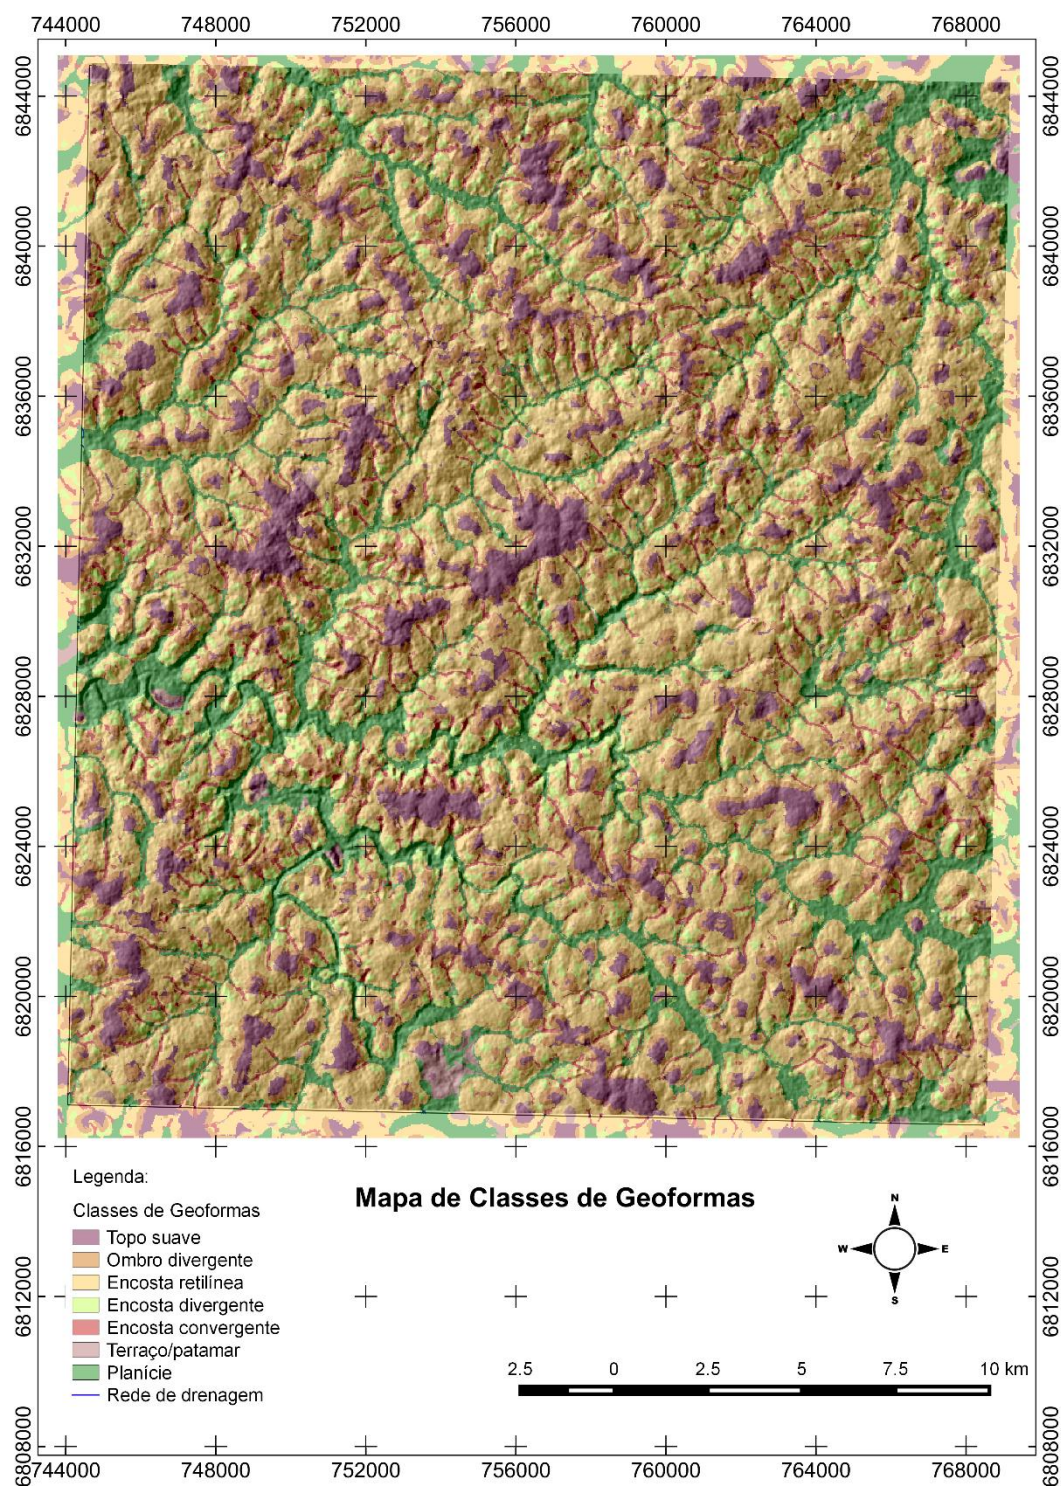 744000 748000 752000 756000 760000 764000 768000
6844000 6844000
6840000 6840000
6836000 6836000
6832000 6832000
6828000 6828000
6824000 6824000
6820000 6820000
6816000 6816000
Legenda:
Mapa de Classes de Geoformas
Classes de Geoformas
Topo suave
Ombro divergente
Encosta retilínea
Encosta divergente
Encosta convergente
Terraço/patamar
Planície
Rede de drenagem
N
W E
S
6812000 6812000
2.5 0 2.5 5 7.5 10 km
6808000 6808000
744000 748000 752000 756000 760000 764000 768000